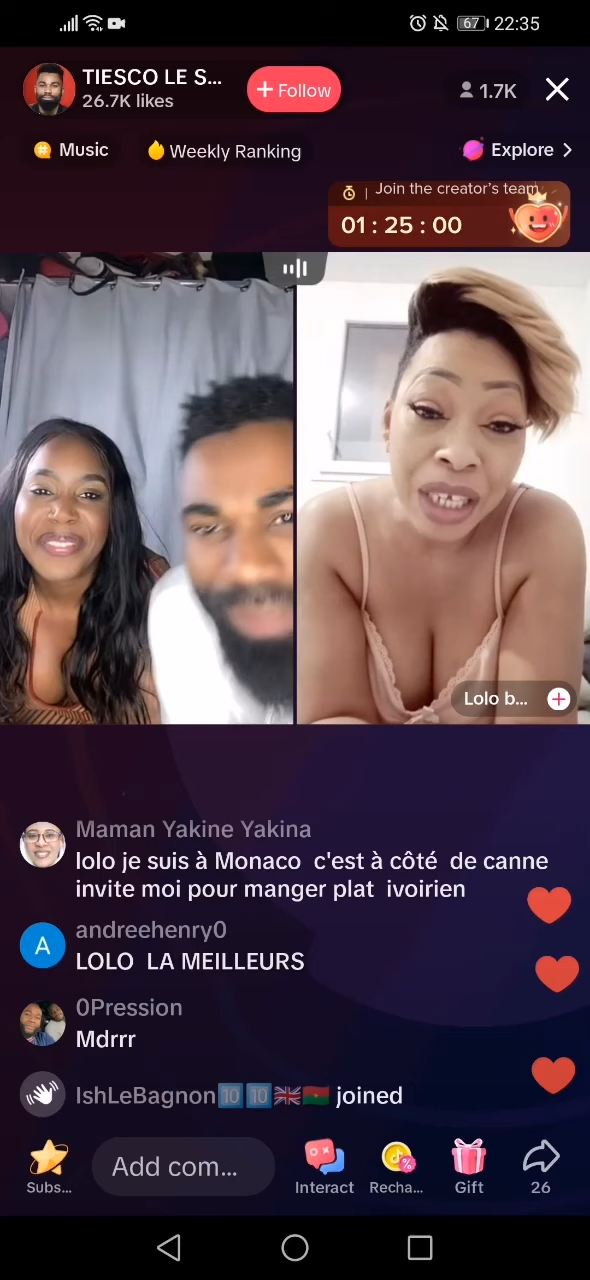 67 22:35
TIESCO LE S...
26.7K likes
+ Follow
1.7K
Music
Weekly Ranking
Explore
Join the creator's team
01 : 25 : 00
Lolo b...
Maman Yakine Yakina
lolo je suis à Monaco c'est à côté de canne
invite moi pour manger plat ivoirien
A
andreehenry0
LOLO LA MEILLEURS
0Pression
Mdrrr
IshLeBagnon🔟🔟🇬🇧🇧🇫 joined
Subs...
Add com...
Interact
Recha...
Gift
26